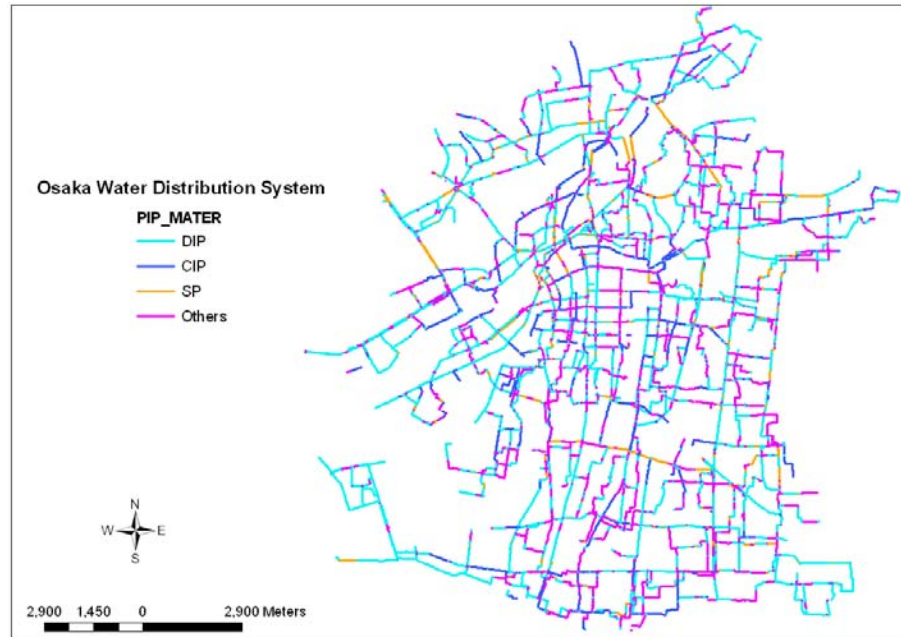 Osaka Water Distribution System
PIP_MATER
DIP
CIP
SP
Others
N
W E
S
2,900 1,450 0 2,900 Meters